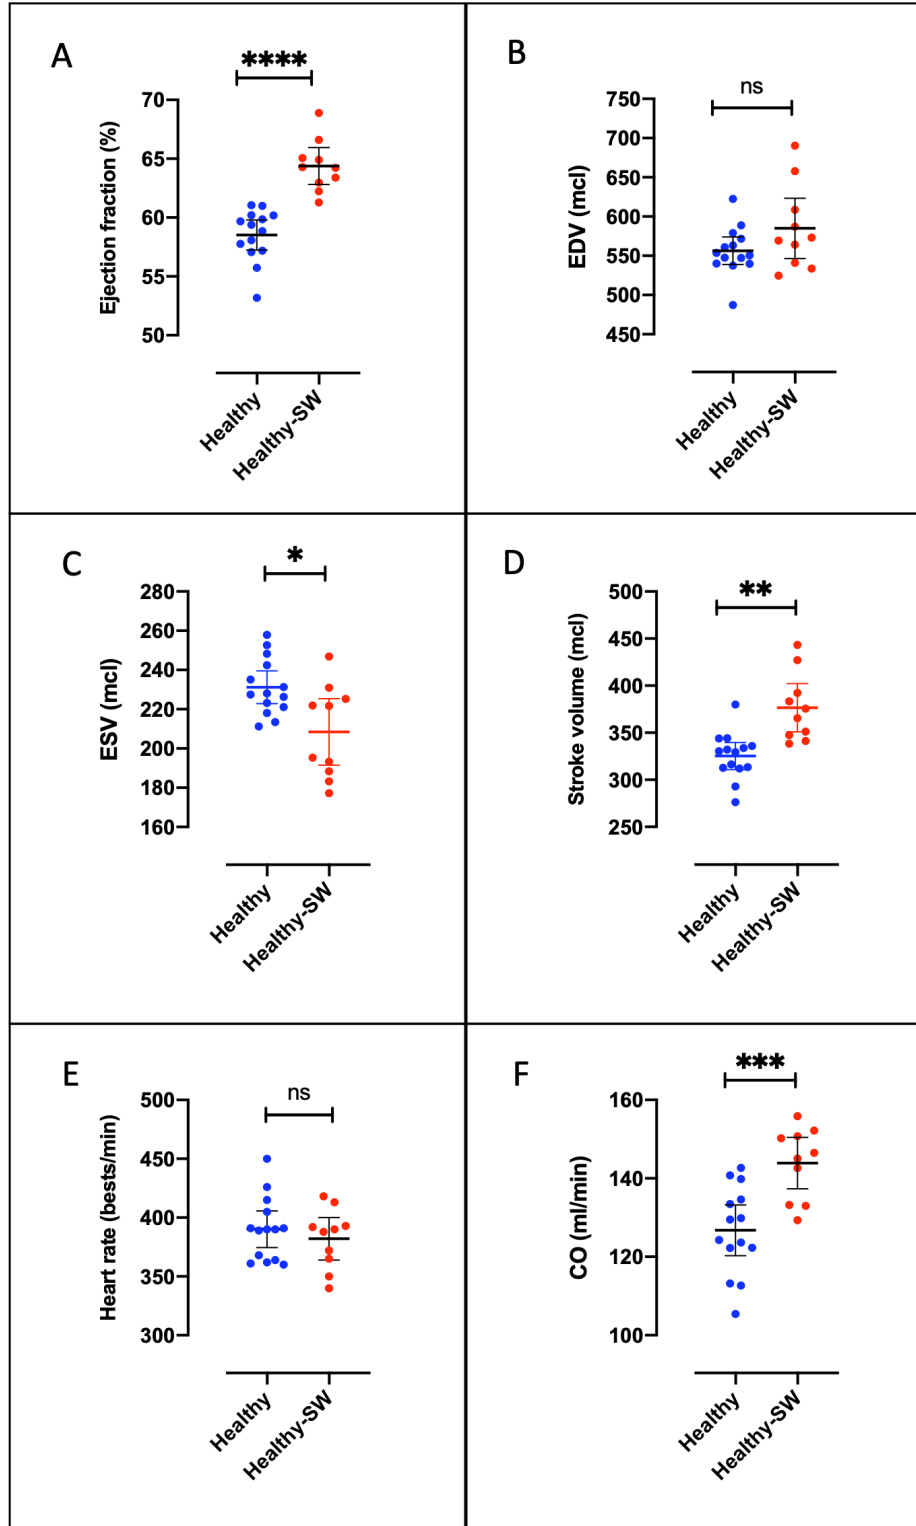 A
****
Ejection fraction (%)
70
65
60
55
50
Healthy
Healthy-SW
B
ns
EDV (mcl)
750
700
650
600
550
500
450
Healthy
Healthy-SW
C
*
ESV (mcl)
280
260
240
220
200
180
160
Healthy
Healthy-SW
D
**
Stroke volume (mcl)
500
450
400
350
300
250
Healthy
Healthy-SW
E
ns
Heart rate (bests/min)
500
450
400
350
300
Healthy
Healthy-SW
F
***
CO (ml/min)
160
140
120
100
Healthy
Healthy-SW